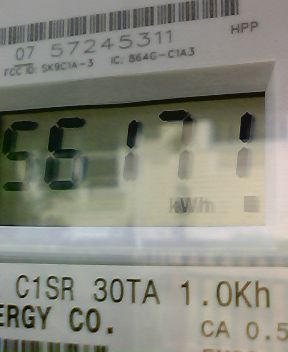 07 57245311
HPP
FCC ID: SK9C1A-3 IC: 864G-C1A3
56171
kWh
C1SR 30TA 1.0Kh
ERGY CO.
CA 0.5